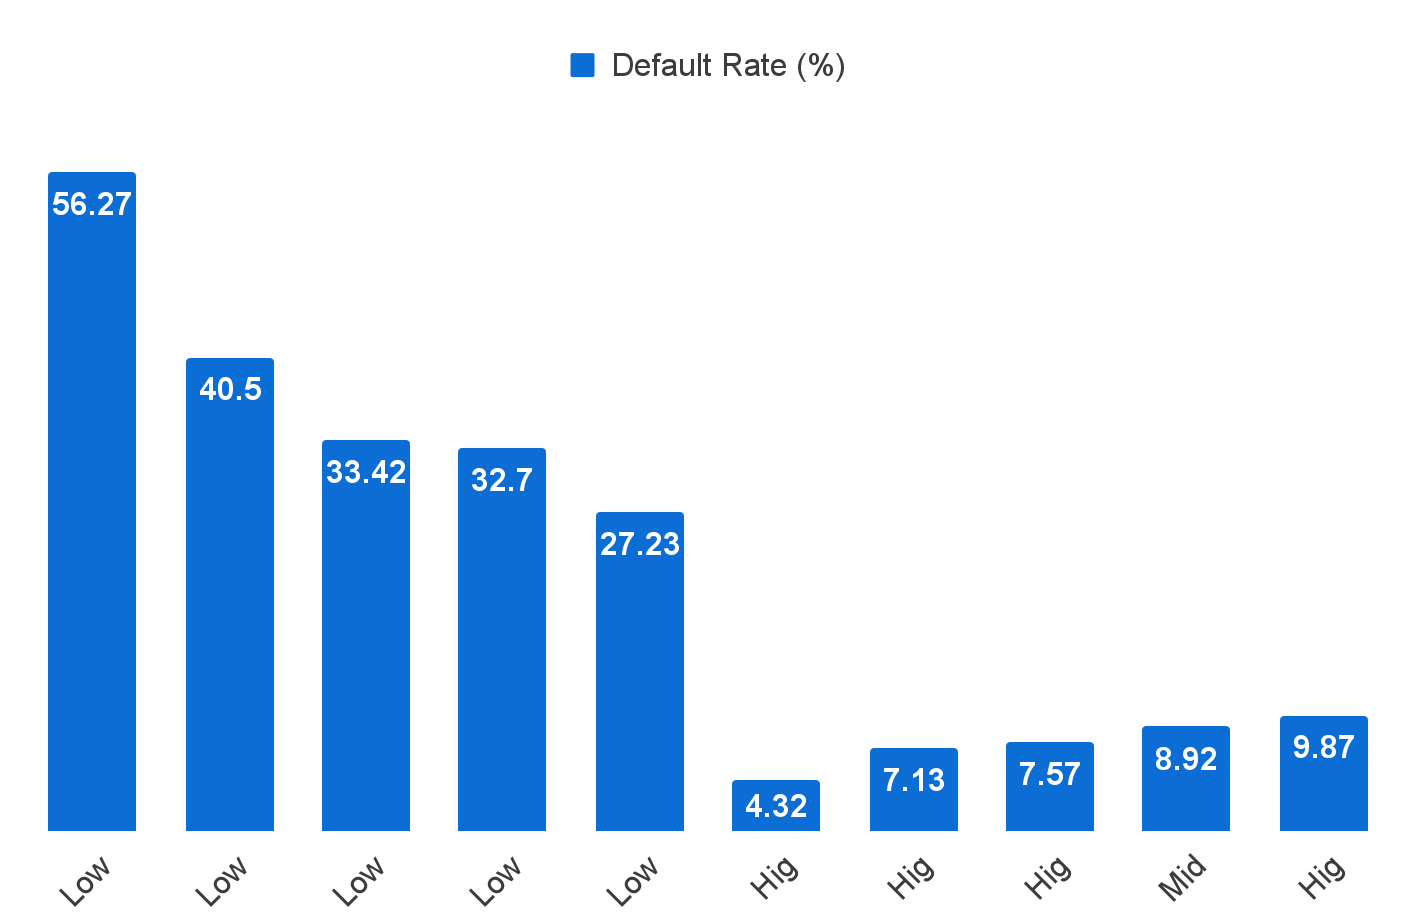 Default Rate (%)
56.27
40.5
33.42
32.7
27.23
4.32
7.13
7.57
8.92
9.87
Low
Low
Low
Low
Low
Hig
Hig
Hig
Mid
Hig